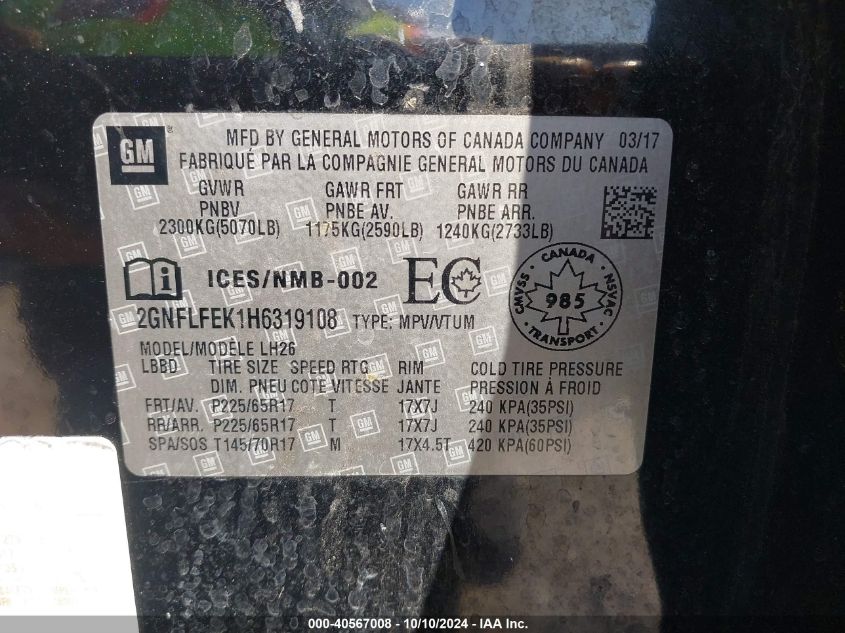 GM ®
MFD BY GENERAL MOTORS OF CANADA COMPANY 03/17
FABRIQUÉ PAR LA COMPAGNIE GENERAL MOTORS DU CANADA
GVWR GAWR FRT GAWR RR
PNBV PNBE AV. PNBE ARR.
2300KG(5070LB) 1175KG(2590LB) 1240KG(2733LB)
ICES/NMB-002 EC
CANADA CMVSS NSVAC 985
2GNFLFEK1H6319108 TYPE: MPV/VTUM
MODEL/MODÈLE LH26
LBBD TIRE SIZE SPEED RTG RIM COLD TIRE PRESSURE
DIM. PNEU COTE VITESSE JANTE PRESSION À FROID
FRT/AV. P225/65R17 T 17X7J 240 KPA(35PSI)
RR/ARR. P225/65R17 T 17X7J 240 KPA(35PSI)
SPA/SOS T145/70R17 M 17X4.5T 420 KPA(60PSI)
000-40567008 - 10/10/2024 - IAA Inc.